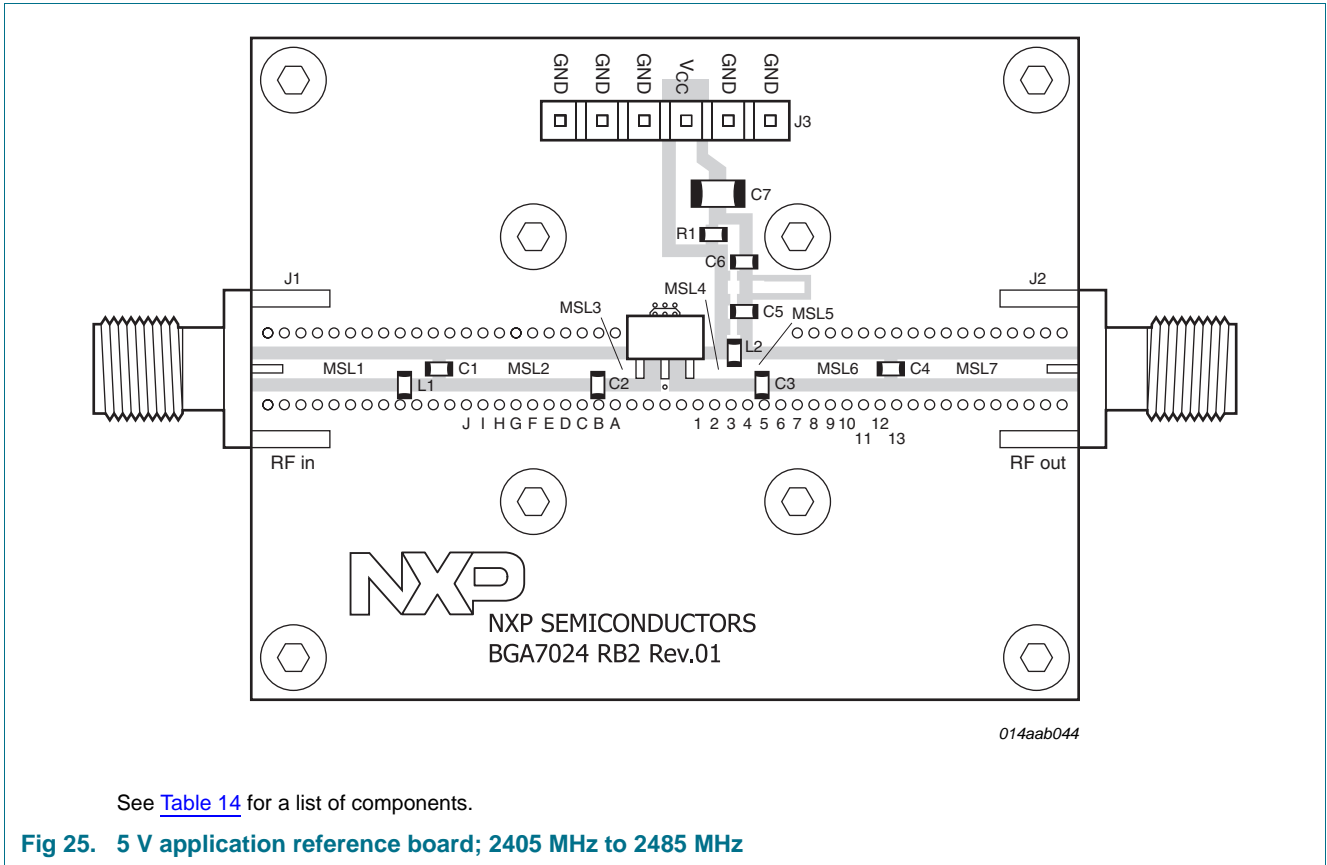 GND GND GND VCC GND GND
J3
C7
R1
C6
J1
MSL4
J2
MSL3
C5
MSL5
L2
MSL1
C1
MSL2
MSL6
C4
MSL7
L1
C2
C3
J I H G F E D C B A
1 2 3 4 5 6 7 8 9 10
12
11
13
RF in
RF out
NXP
NXP SEMICONDUCTORS
BGA7024 RB2 Rev.01
014aab044
See Table 14 for a list of components.
Fig 25. 5 V application reference board; 2405 MHz to 2485 MHz